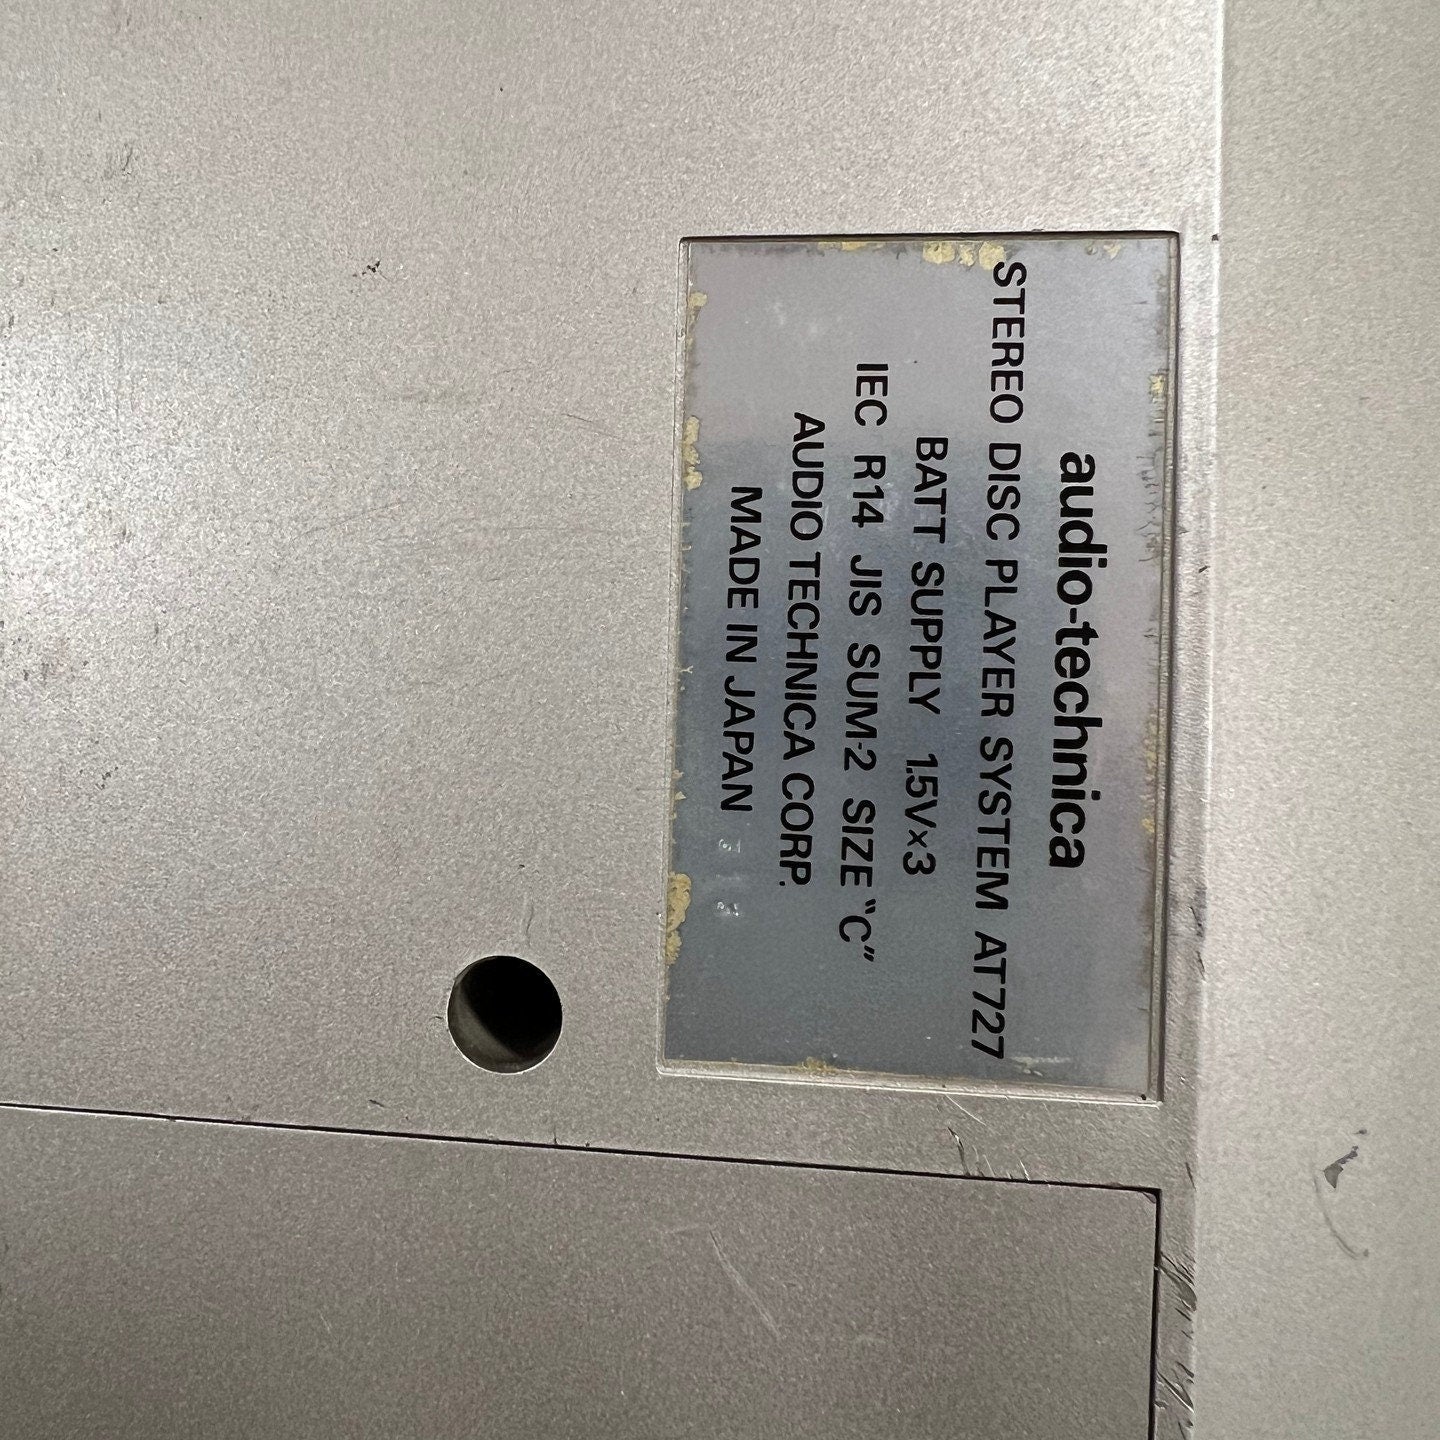 audio-technica
STEREO DISC PLAYER SYSTEM AT727
BATT SUPPLY 1.5V×3
IEC R14 JIS SUM-2 SIZE “C”
AUDIO TECHNICA CORP.
MADE IN JAPAN